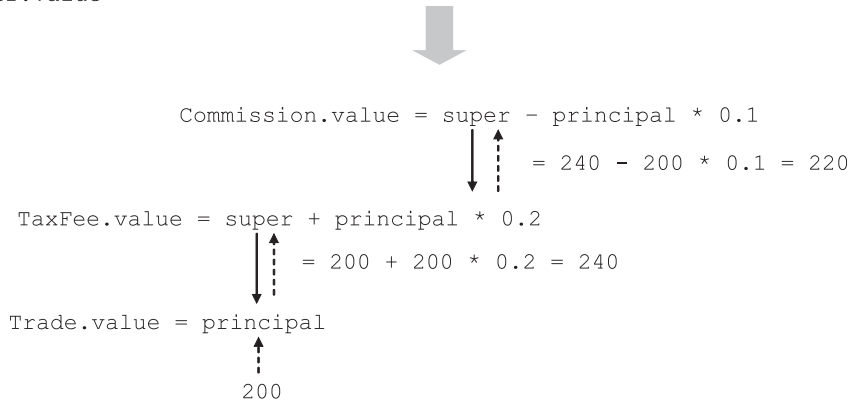 Commission.value = super – principal * 0.1
= 240 - 200 * 0.1 = 220
TaxFee.value = super + principal * 0.2
= 200 + 200 * 0.2 = 240
Trade.value = principal
200